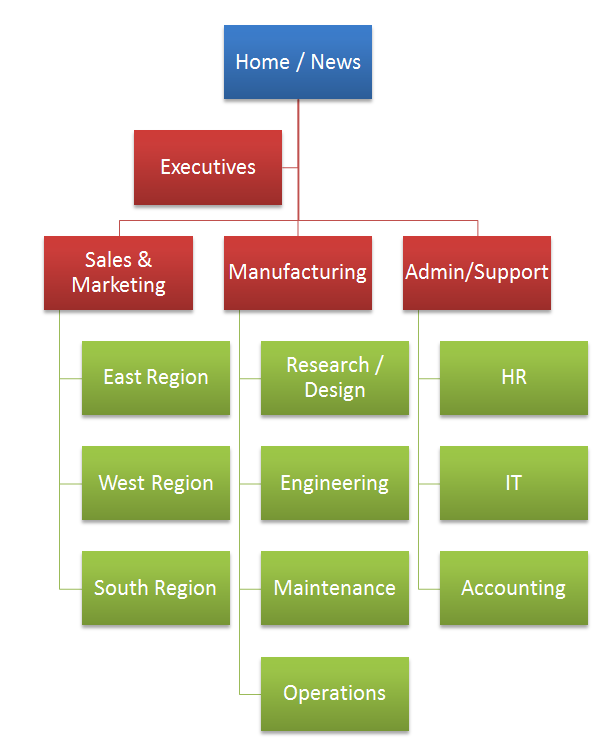 Home / News
Executives
Sales &
Marketing
Manufacturing
Admin/Support
East Region
Research /
Design
HR
West Region
Engineering
IT
South Region
Maintenance
Accounting
Operations